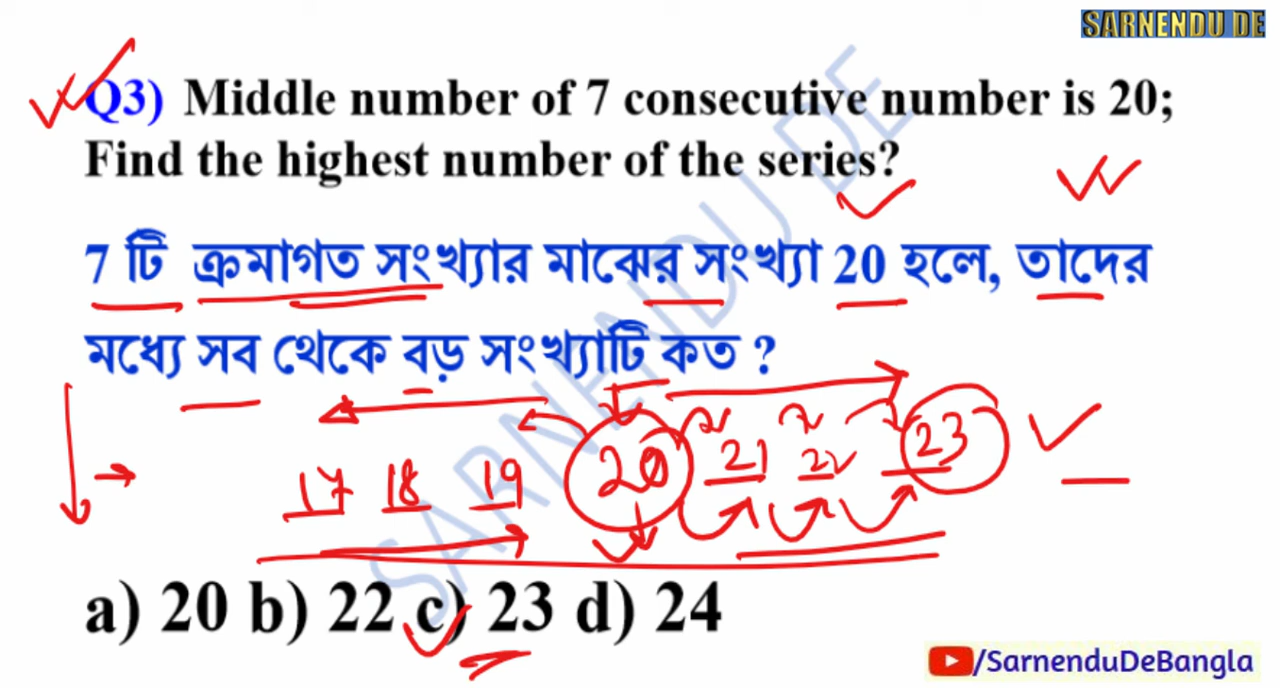 SARNENDU DE
Q3) Middle number of 7 consecutive number is 20;
Find the highest number of the series?
7 টি ক্রমাগত সংখ্যার মাঝের সংখ্যা 20 হলে, তাদের
মধ্যে সব থেকে বড় সংখ্যাটি কত ?
17 18 19 20 21 22 23
a) 20 b) 22 c) 23 d) 24
SARNENDU DE
/SarnenduDeBangla